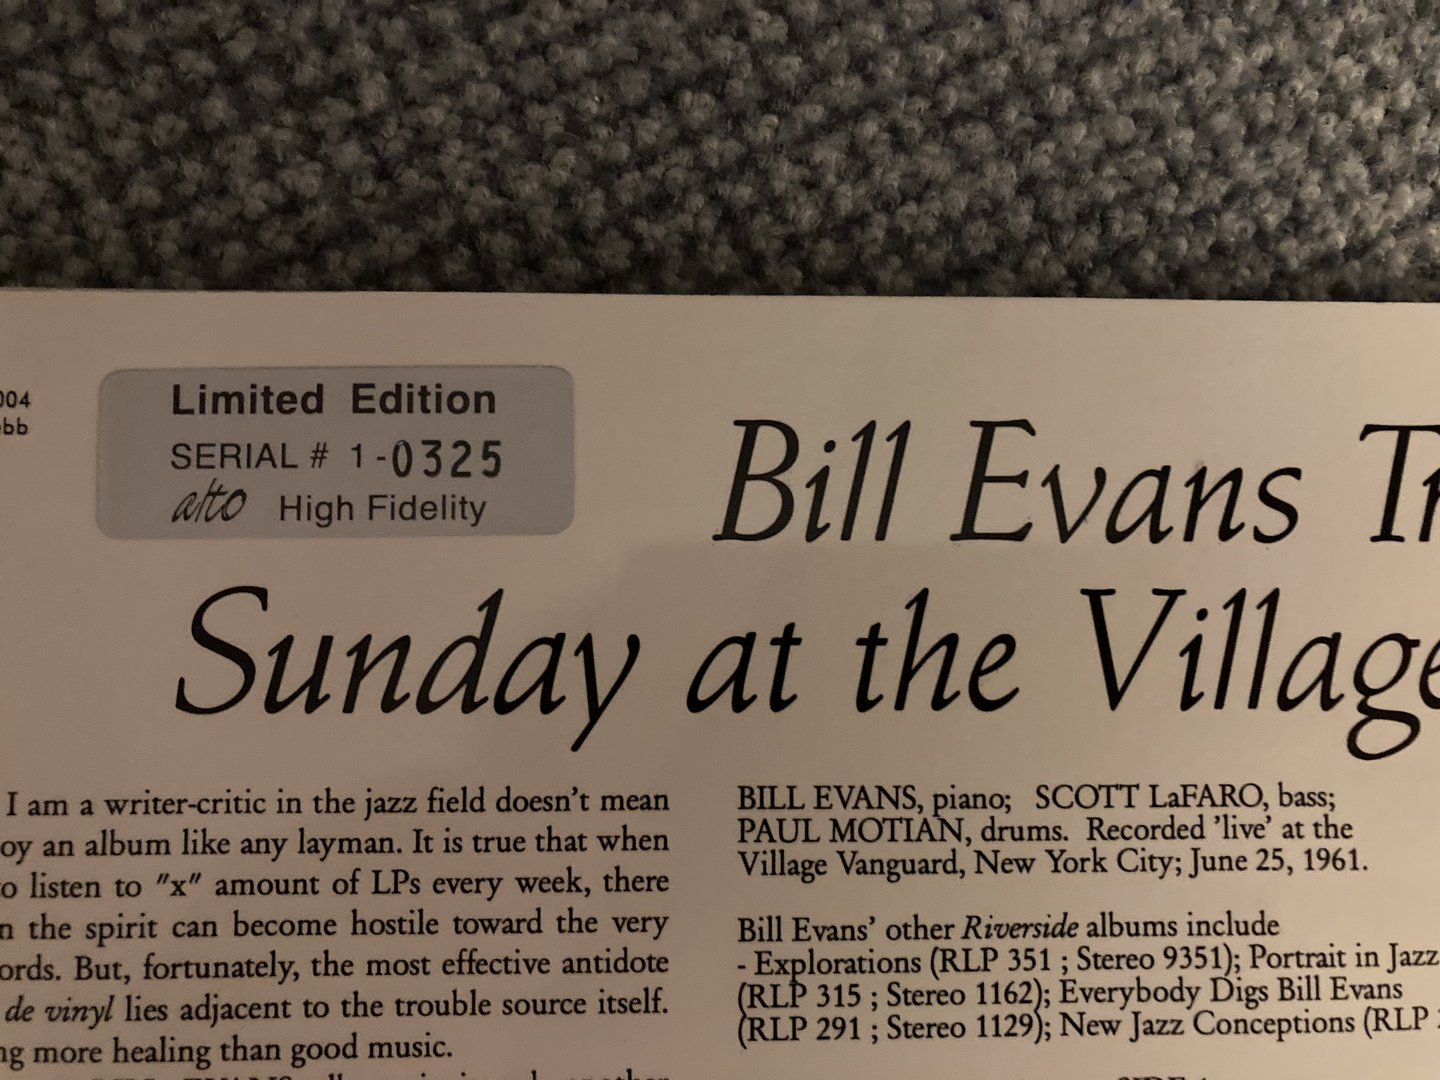 004
bb
Limited Edition
SERIAL # 1-0325
alto High Fidelity
Bill Evans Tr
Sunday at the Village
I am a writer-critic in the jazz field doesn't mean
oy an album like any layman. It is true that when
o listen to "x" amount of LPs every week, there
n the spirit can become hostile toward the very
ords. But, fortunately, the most effective antidote
de vinyl lies adjacent to the trouble source itself.
ng more healing than good music.
BILL EVANS, piano; SCOTT LaFARO, bass;
PAUL MOTIAN, drums. Recorded 'live' at the
Village Vanguard, New York City; June 25, 1961.
Bill Evans' other Riverside albums include
- Explorations (RLP 351 ; Stereo 9351); Portrait in Jazz
(RLP 315 ; Stereo 1162); Everybody Digs Bill Evans
(RLP 291 ; Stereo 1129); New Jazz Conceptions (RLP